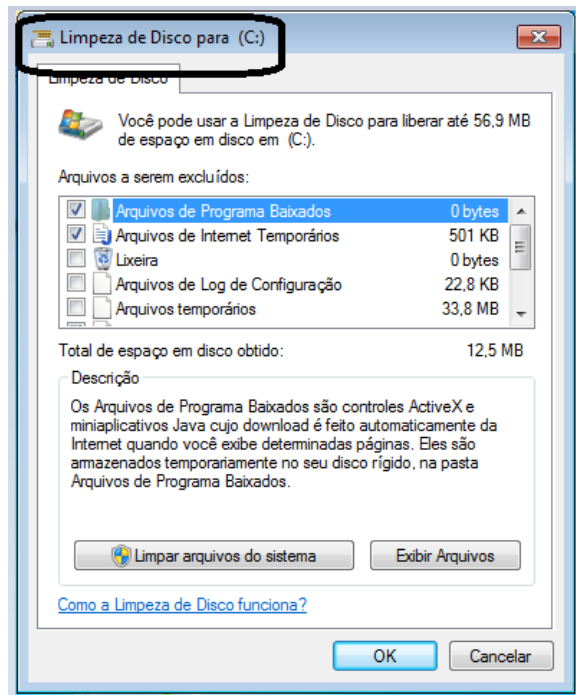 Limpeza de Disco para (C:)
Limpeza de Disco
Você pode usar a Limpeza de Disco para liberar até 56,9 MB
de espaço em disco em (C:).
Arquivos a serem excluídos:
Arquivos de Programa Baixados 0 bytes
Arquivos de Internet Temporários 501 KB
Lixeira 0 bytes
Arquivos de Log de Configuração 22,8 KB
Arquivos temporários 33,8 MB
Total de espaço em disco obtido: 12,5 MB
Descrição
Os Arquivos de Programa Baixados são controles ActiveX e
miniaplicativos Java cujo download é feito automaticamente da
Internet quando você exibe determinadas páginas. Eles são
armazenados temporariamente no seu disco rígido, na pasta
Arquivos de Programa Baixados.
Limpar arquivos do sistema Exibir Arquivos
Como a Limpeza de Disco funciona?
OK Cancelar